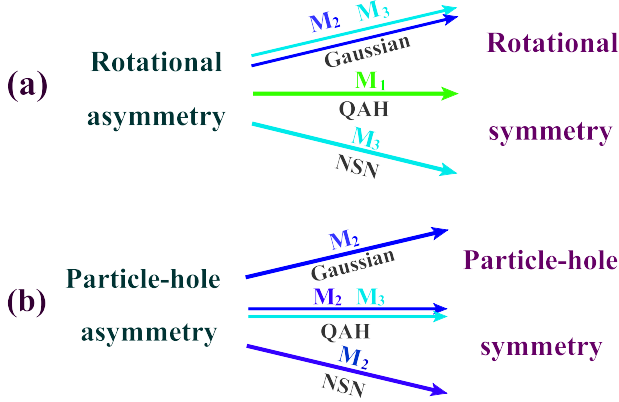 M₂ M₃
Gaussian
Rotational
asymmetry
(a)
M₁
QAH
M₃
NSN
Rotational
symmetry
M₂
Gaussian
Particle-hole
asymmetry
(b)
M₂ M₃
QAH
M₂
NSN
Particle-hole
symmetry